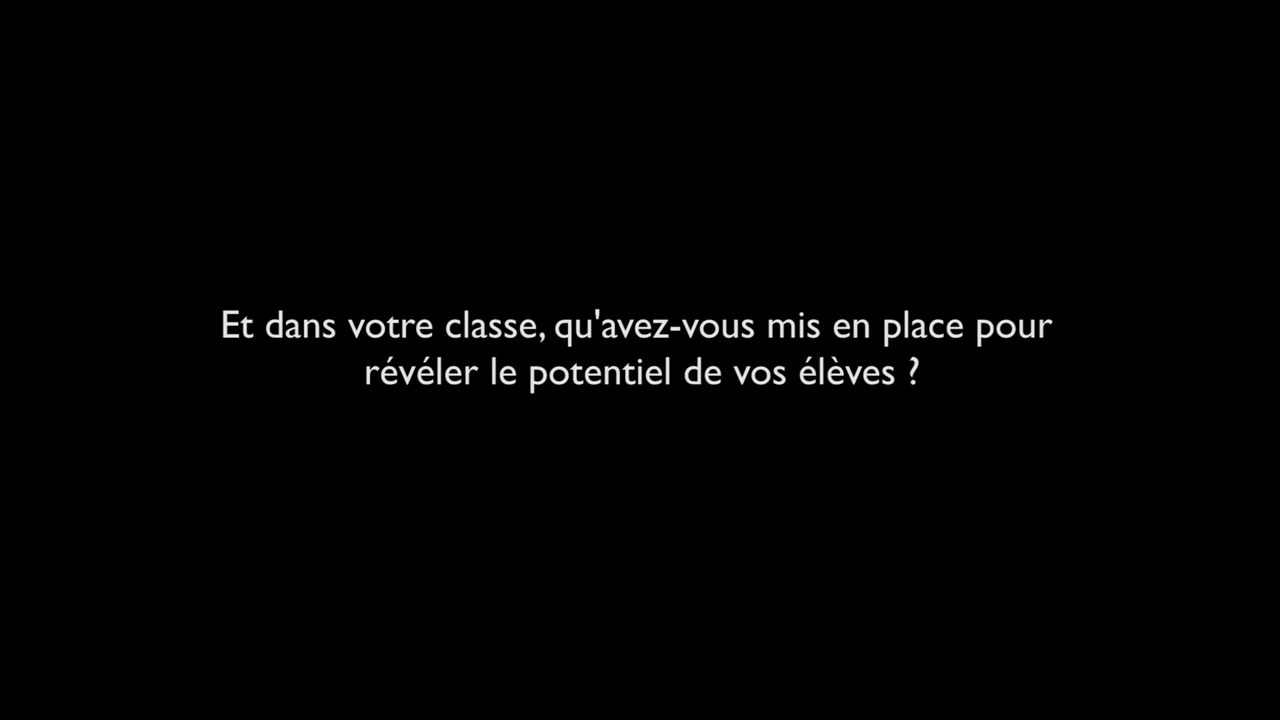 Et dans votre classe, qu'avez-vous mis en place pour
révéler le potentiel de vos élèves ?